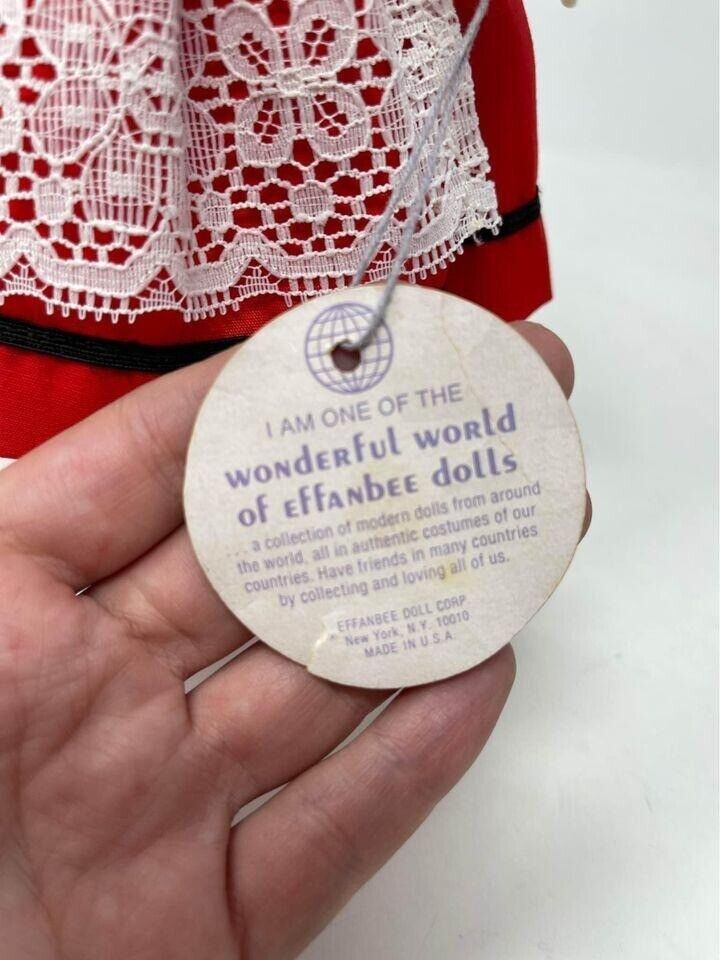 I AM ONE OF THE
wonderful world
of effanbee dolls
... a collection of modern dolls from around
the world, all in authentic costumes of our
countries. Have friends in many countries
by collecting and loving all of us.
EFFANBEE DOLL CORP
New York, N.Y. 10010
MADE IN U.S.A.